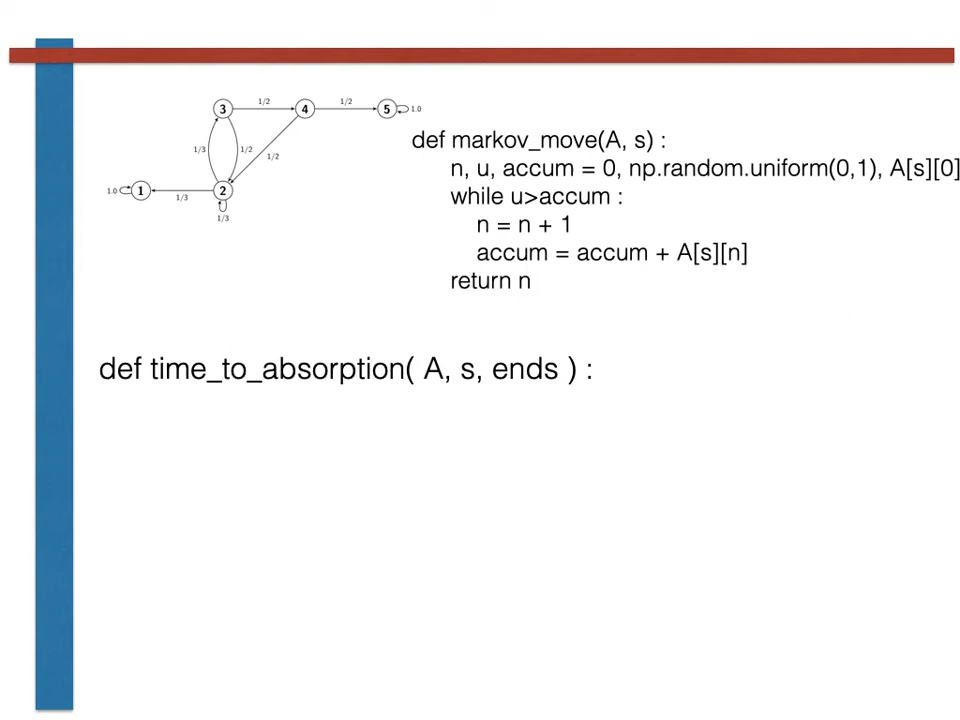 1/2
1/2
3
4
5
1.0
1/3
1/2
1/2
1.0
1
1/3
2
1/3
def markov_move(A, s) :
n, u, accum = 0, np.random.uniform(0,1), A[s][0]
while u>accum :
n = n + 1
accum = accum + A[s][n]
return n
def time_to_absorption( A, s, ends ) :